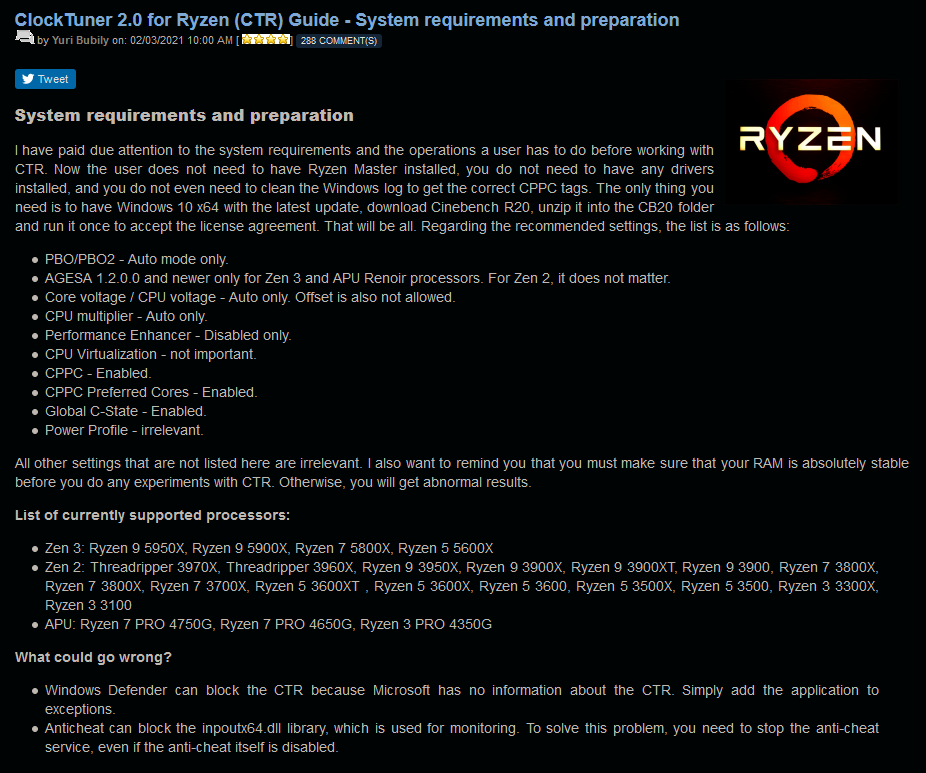 ClockTuner 2.0 for Ryzen (CTR) Guide - System requirements and preparation
by Yuri Bubily on: 02/03/2021 10:00 AM [ ] 288 COMMENT(S)
Tweet
System requirements and preparation
RYZEN
I have paid due attention to the system requirements and the operations a user has to do before working with
CTR. Now the user does not need to have Ryzen Master installed, you do not need to have any drivers
installed, and you do not even need to clean the Windows log to get the correct CPPC tags. The only thing you
need is to have Windows 10 x64 with the latest update, download Cinebench R20, unzip it into the CB20 folder
and run it once to accept the license agreement. That will be all. Regarding the recommended settings, the list is as follows:
PBO/PBO2 - Auto mode only.
AGESA 1.2.0.0 and newer only for Zen 3 and APU Renoir processors. For Zen 2, it does not matter.
Core voltage / CPU voltage - Auto only. Offset is also not allowed.
CPU multiplier - Auto only.
Performance Enhancer - Disabled only.
CPU Virtualization - not important.
CPPC - Enabled.
CPPC Preferred Cores - Enabled.
Global C-State - Enabled.
Power Profile - irrelevant.
All other settings that are not listed here are irrelevant. I also want to remind you that you must make sure that your RAM is absolutely stable
before you do any experiments with CTR. Otherwise, you will get abnormal results.
List of currently supported processors:
Zen 3: Ryzen 9 5950X, Ryzen 9 5900X, Ryzen 7 5800X, Ryzen 5 5600X
Zen 2: Threadripper 3970X, Threadripper 3960X, Ryzen 9 3950X, Ryzen 9 3900X, Ryzen 9 3900XT, Ryzen 9 3900, Ryzen 7 3800X,
Ryzen 7 3800X, Ryzen 7 3700X, Ryzen 5 3600XT , Ryzen 5 3600X, Ryzen 5 3600, Ryzen 5 3500X, Ryzen 5 3500, Ryzen 3 3300X,
Ryzen 3 3100
APU: Ryzen 7 PRO 4750G, Ryzen 7 PRO 4650G, Ryzen 3 PRO 4350G
What could go wrong?
Windows Defender can block the CTR because Microsoft has no information about the CTR. Simply add the application to
exceptions.
Anticheat can block the inpoutx64.dll library, which is used for monitoring. To solve this problem, you need to stop the anti-cheat
service, even if the anti-cheat itself is disabled.